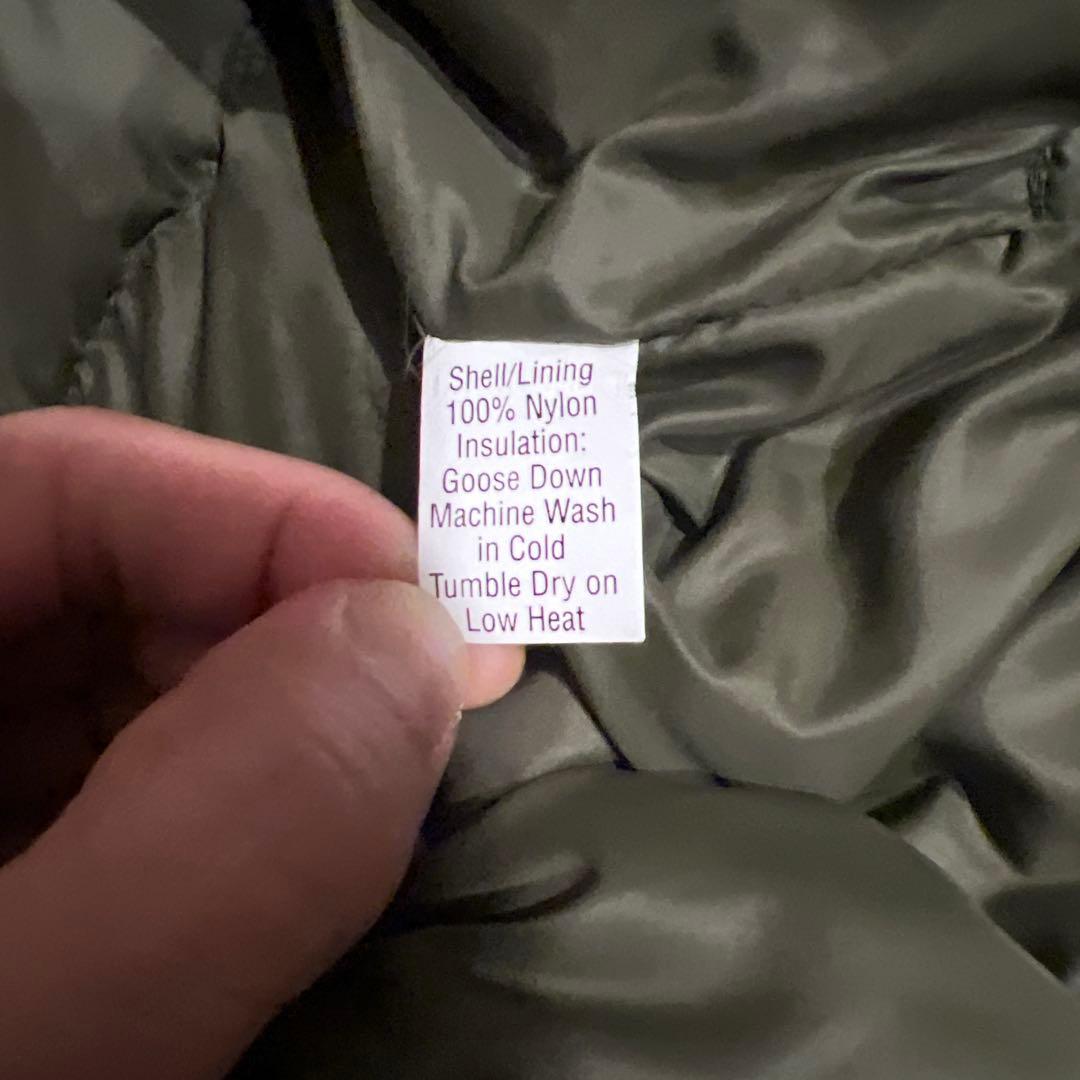 Shell/Lining
100% Nylon
Insulation:
Goose Down
Machine Wash
in Cold
Tumble Dry on
Low Heat